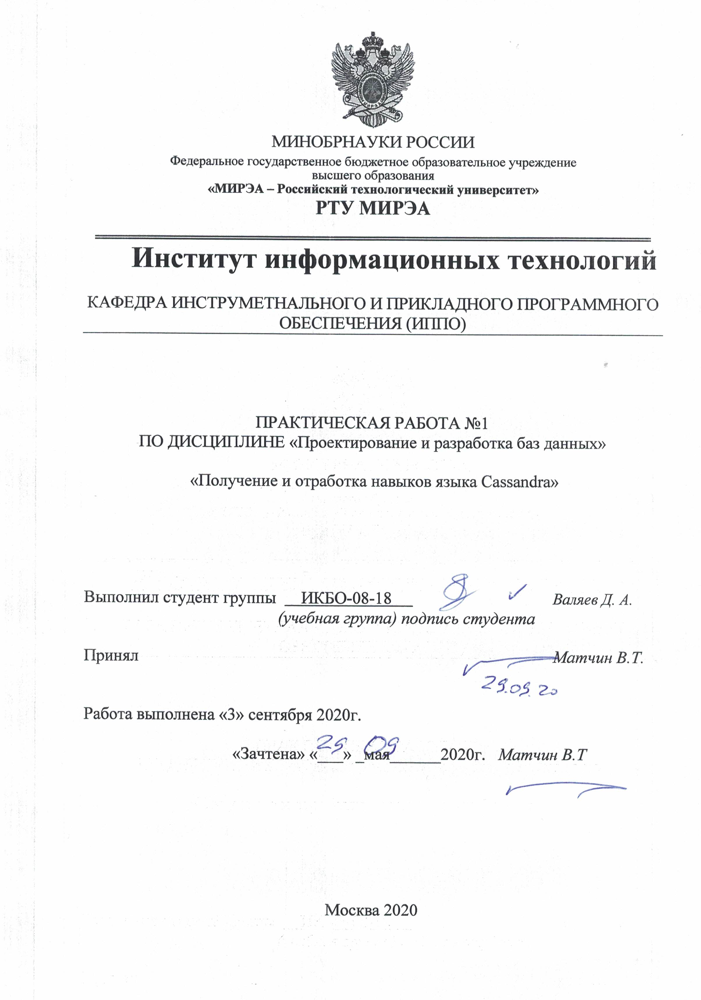 МИНОБРНАУКИ РОССИИ
Федеральное государственное бюджетное образовательное учреждение
высшего образования
«МИРЭА – Российский технологический университет»
РТУ МИРЭА
Институт информационных технологий
КАФЕДРА ИНСТРУМЕТНАЛЬНОГО И ПРИКЛАДНОГО ПРОГРАММНОГО
ОБЕСПЕЧЕНИЯ (ИППО)
ПРАКТИЧЕСКАЯ РАБОТА №1
ПО ДИСЦИПЛИНЕ «Проектирование и разработка баз данных»
«Получение и отработка навыков языка Cassandra»
Выполнил студент группы ИКБО-08-18 Валяев Д. А.
(учебная группа) подпись студента
Принял Матчин В.Т.
29.09.20
Работа выполнена «3» сентября 2020г.
29 09
«Зачтена» «___» _мая______2020г. Матчин В.Т
Москва 2020